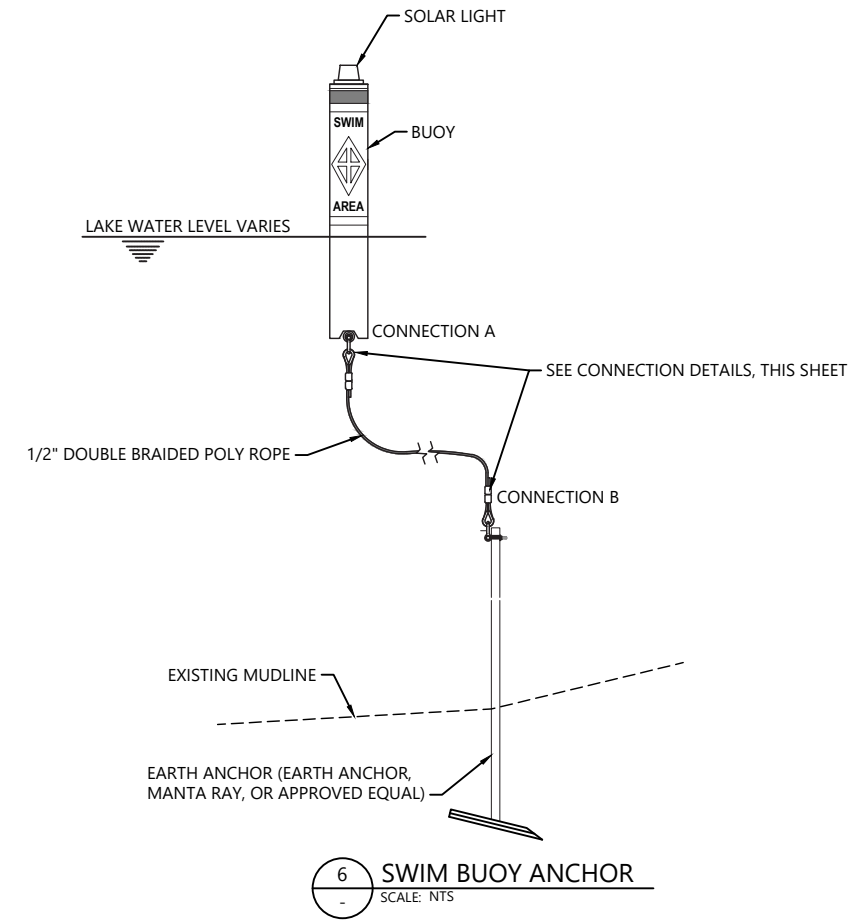 SOLAR LIGHT
SWIM
BUOY
AREA
LAKE WATER LEVEL VARIES
CONNECTION A
SEE CONNECTION DETAILS, THIS SHEET
1/2" DOUBLE BRAIDED POLY ROPE
CONNECTION B
EXISTING MUDLINE
EARTH ANCHOR (EARTH ANCHOR,
MANTA RAY, OR APPROVED EQUAL)
6
-
SWIM BUOY ANCHOR
SCALE: NTS